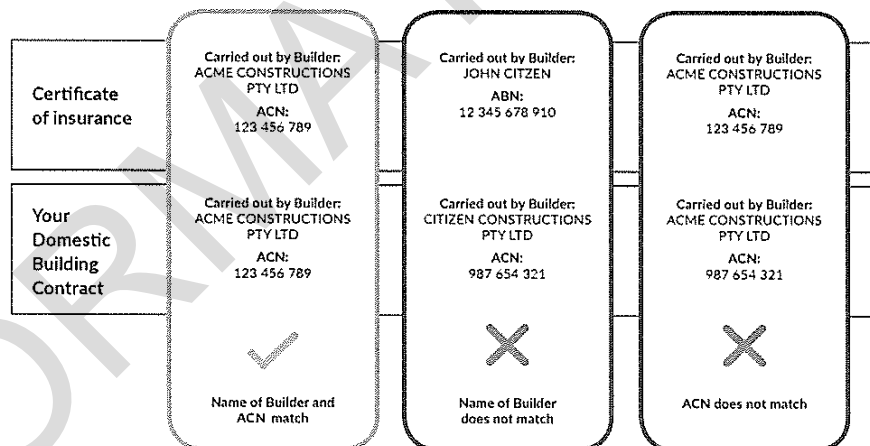 Certificate
of insurance
Carried out by Builder:
ACME CONSTRUCTIONS
PTY LTD
ACN:
123 456 789
Carried out by Builder:
JOHN CITZEN
ABN:
12 345 678 910
Carried out by Builder:
ACME CONSTRUCTIONS
PTY LTD
ACN:
123 456 789
Your
Domestic
Building
Contract
Carried out by Builder:
ACME CONSTRUCTIONS
PTY LTD
ACN:
123 456 789
Carried out by Builder:
CITIZEN CONSTRUCTIONS
PTY LTD
ACN:
987 654 321
Carried out by Builder:
ACME CONSTRUCTIONS
PTY LTD
ACN:
987 654 321
Name of Builder and
ACN match
Name of Builder
does not match
ACN does not match
ORMA